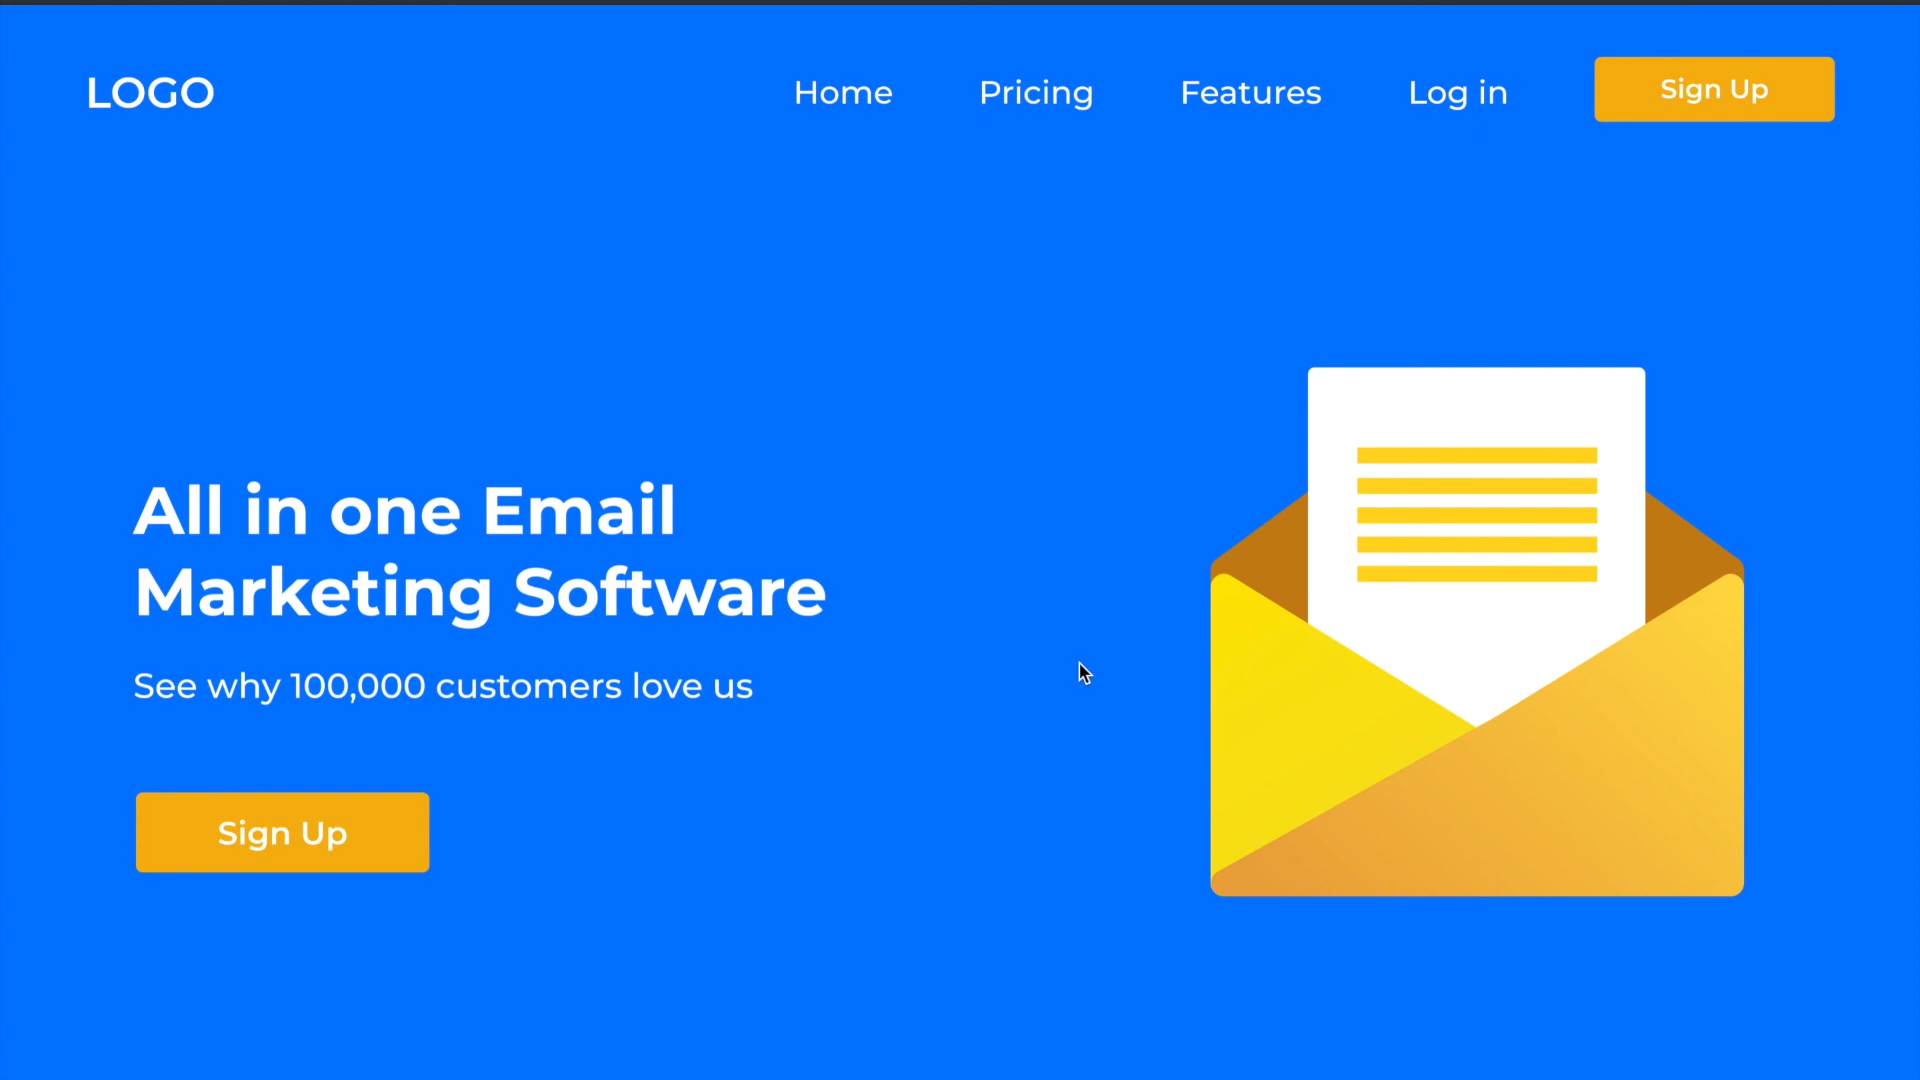 LOGO
Home
Pricing
Features
Log in
Sign Up
All in one Email
Marketing Software
See why 100,000 customers love us
Sign Up